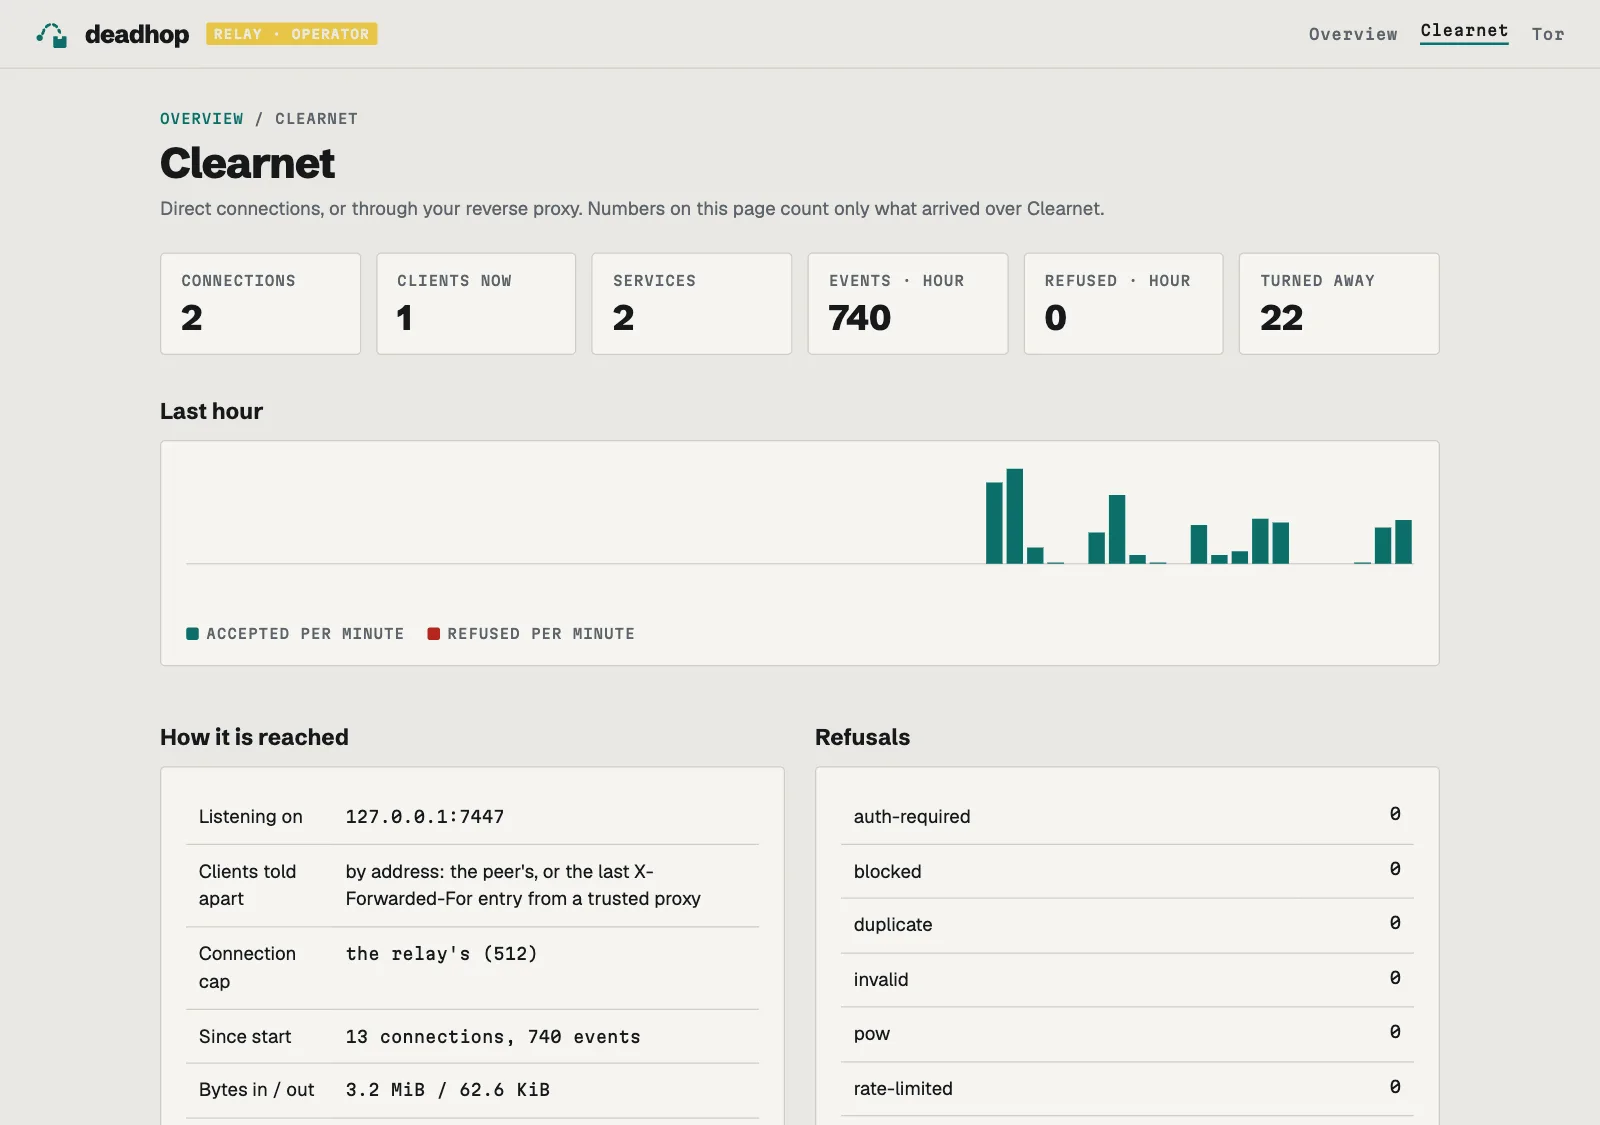 deadhop
RELAY · OPERATOR
Overview
Clearnet
Tor
OVERVIEW / CLEARNET
Clearnet
Direct connections, or through your reverse proxy. Numbers on this page count only what arrived over Clearnet.
CONNECTIONS
2
CLIENTS NOW
1
SERVICES
2
EVENTS · HOUR
740
REFUSED · HOUR
0
TURNED AWAY
22
Last hour
ACCEPTED PER MINUTE
REFUSED PER MINUTE
How it is reached
Listening on
127.0.0.1:7447
Clients told
apart
by address: the peer's, or the last X-
Forwarded-For entry from a trusted proxy
Connection
cap
the relay's (512)
Since start
13 connections, 740 events
Bytes in / out
3.2 MiB / 62.6 KiB
Refusals
auth-required
0
blocked
0
duplicate
0
invalid
0
pow
0
rate-limited
0